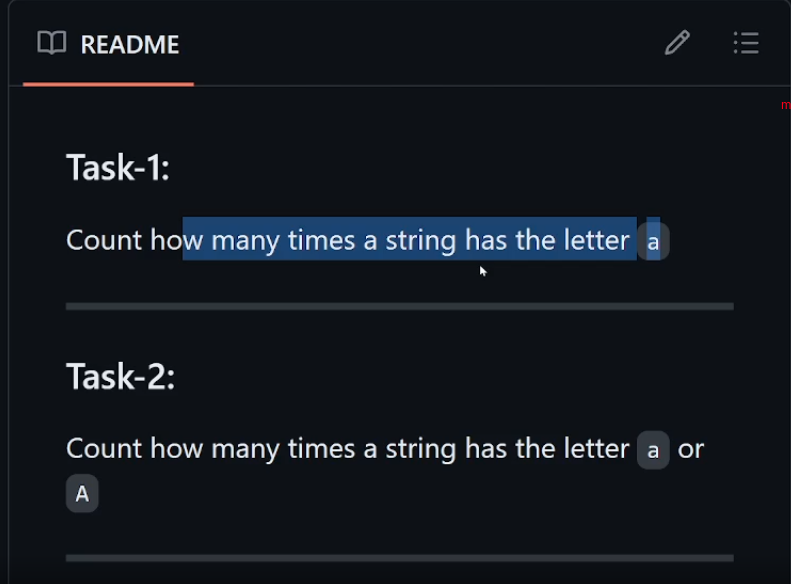 README
m
Task-1:
Count how many times a string has the letter a
Task-2:
Count how many times a string has the letter a or
A